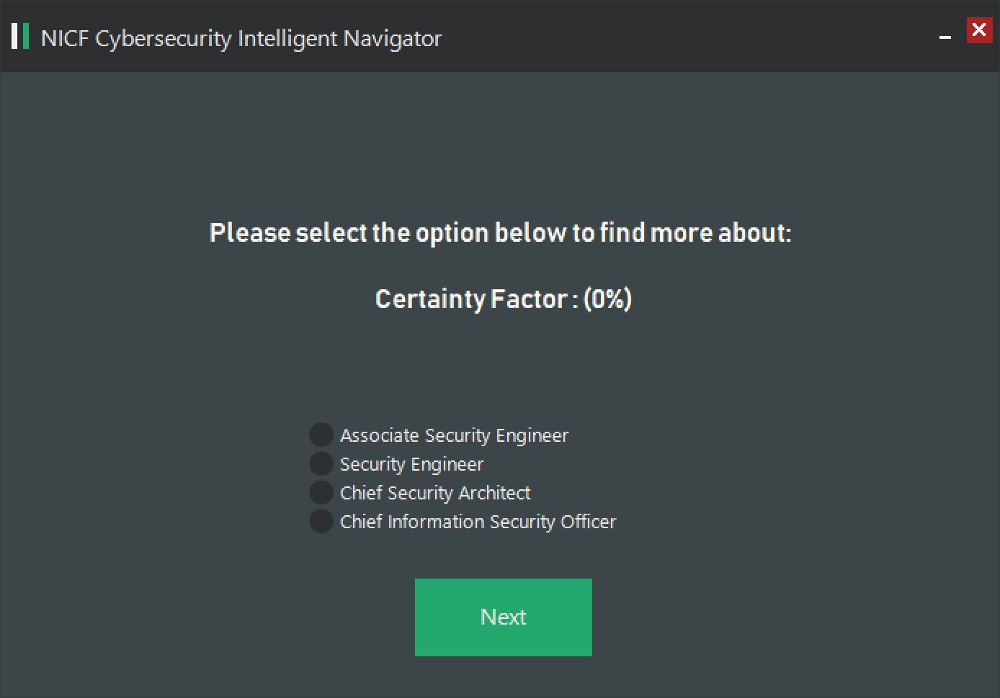 NICF Cybersecurity Intelligent Navigator
Please select the option below to find more about:
Certainty Factor : (0%)
Associate Security Engineer
Security Engineer
Chief Security Architect
Chief Information Security Officer
Next